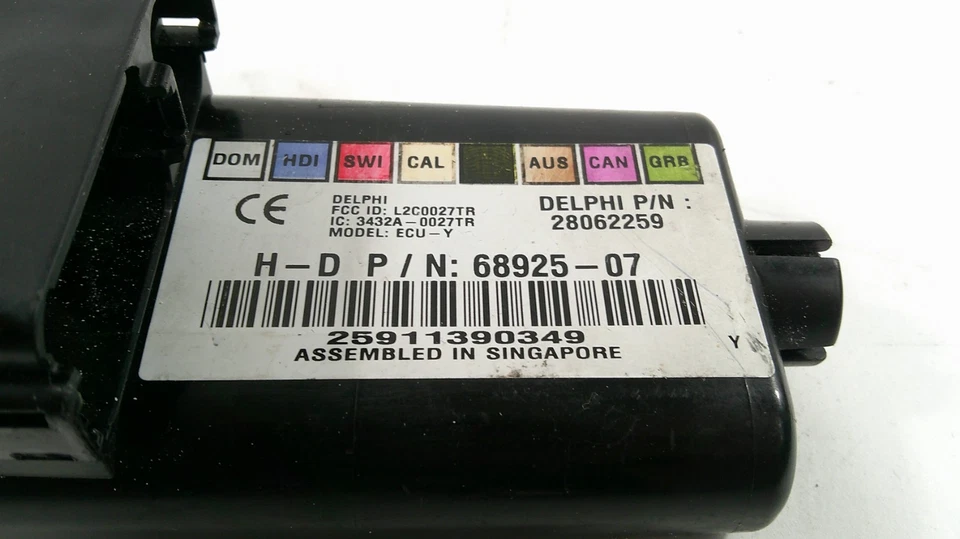 DOM HDI SWI CAL AUS CAN GRB
CE
DELPHI
FCC ID: L2C0027TR
IC: 3432A-0027TR
MODEL: ECU-Y
DELPHI P/N :
28062259
H-D P/N: 68925-07
25911390349
ASSEMBLED IN SINGAPORE
Y